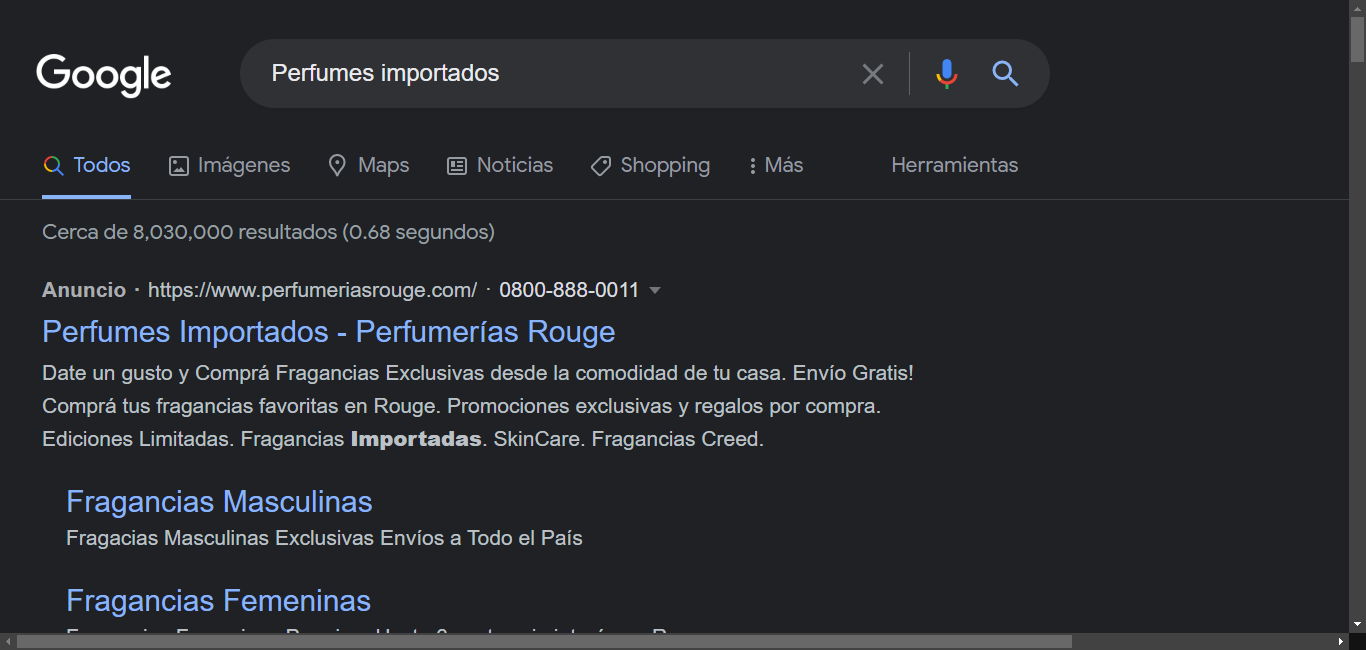 Google
Perfumes importados
Todos Imágenes Maps Noticias Shopping Más Herramientas
Cerca de 8,030,000 resultados (0.68 segundos)
Anuncio · https://www.perfumeriasrouge.com/ · 0800-888-0011
Perfumes Importados - Perfumerías Rouge
Date un gusto y Comprá Fragancias Exclusivas desde la comodidad de tu casa. Envío Gratis!
Comprá tus fragancias favoritas en Rouge. Promociones exclusivas y regalos por compra.
Ediciones Limitadas. Fragancias Importadas. SkinCare. Fragancias Creed.
Fragancias Masculinas
Fragacias Masculinas Exclusivas Envíos a Todo el País
Fragancias Femeninas